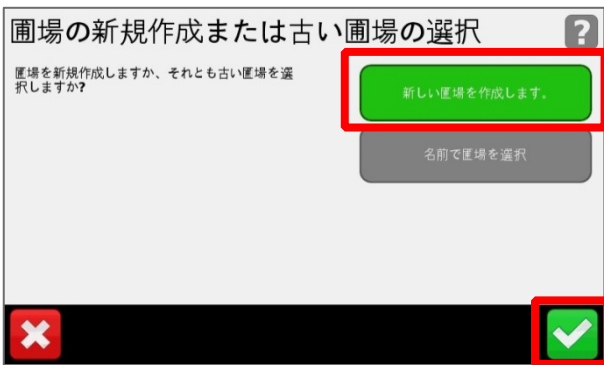 圃場の新規作成または古い圃場の選択
?
圃場を新規作成しますか、それとも古い圃場を選
択しますか?
新しい圃場を作成します。
名前で圃場を選択